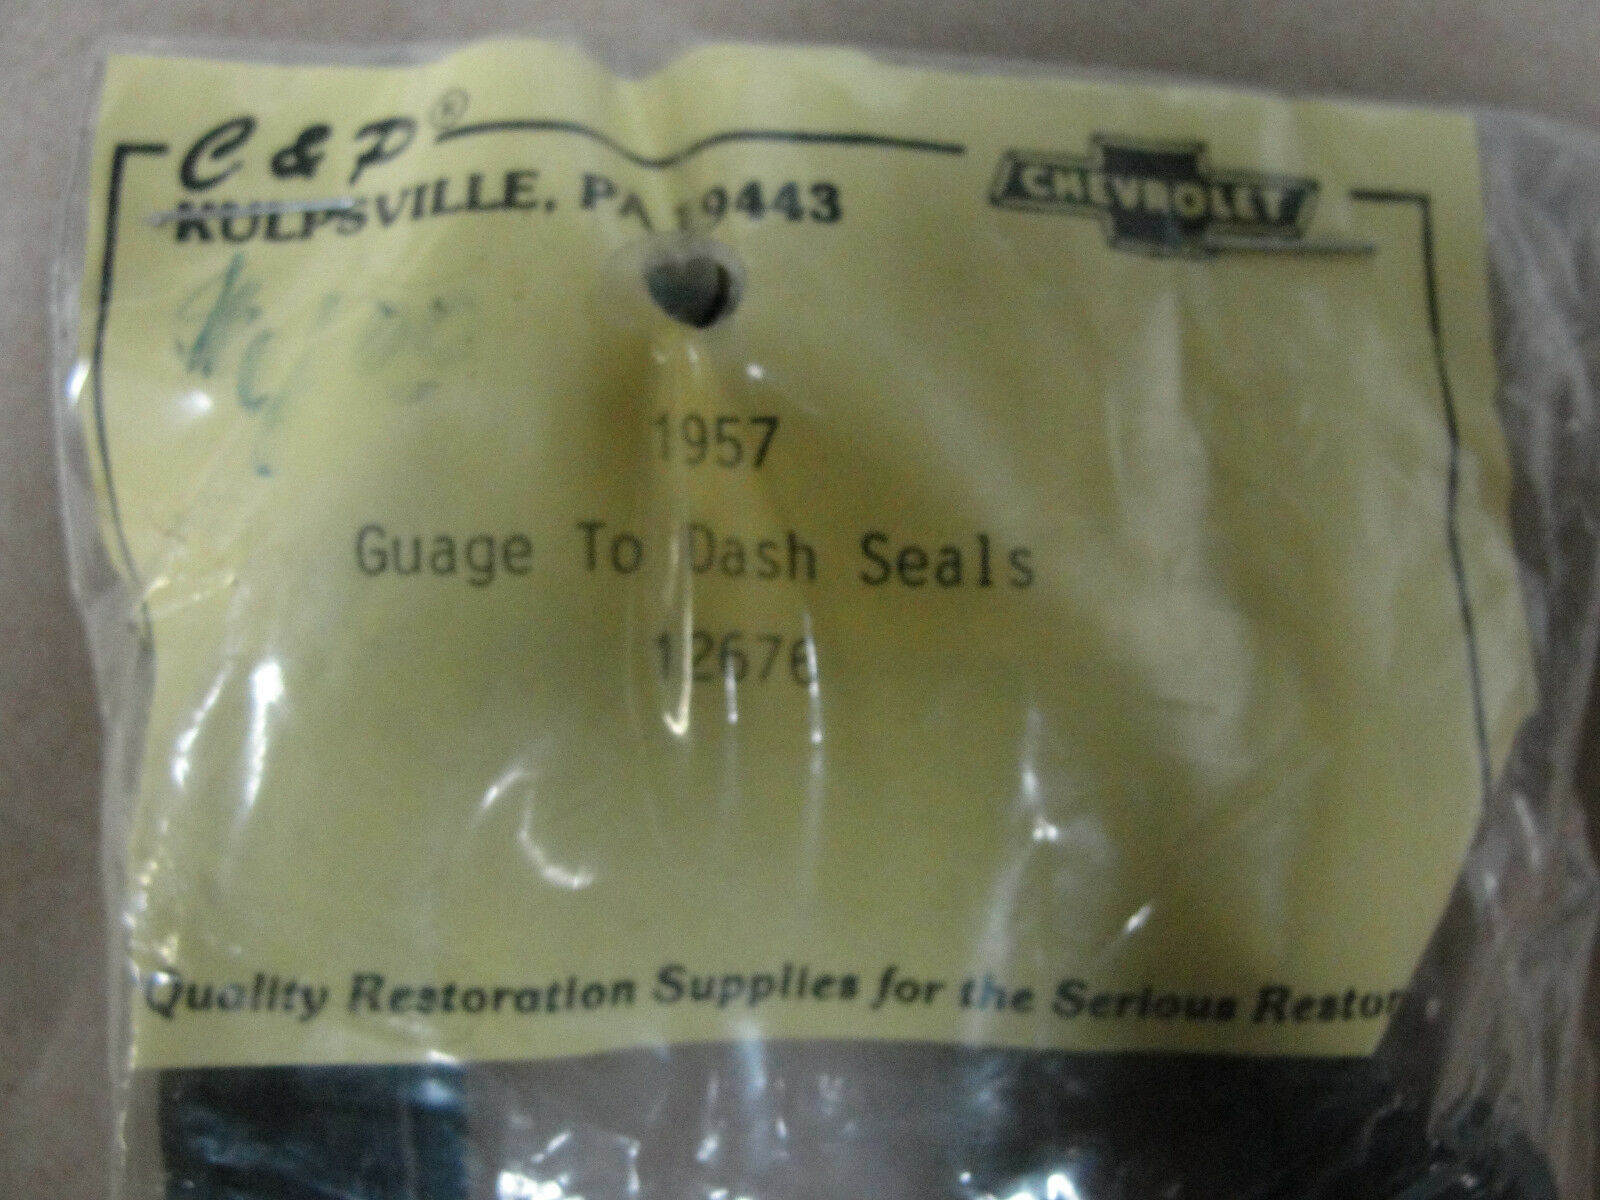 C & P®
KULPSVILLE, PA 19443
CHEVROLET
1957
Guage To Dash Seals
12676
Quality Restoration Supplies for the Serious Restor